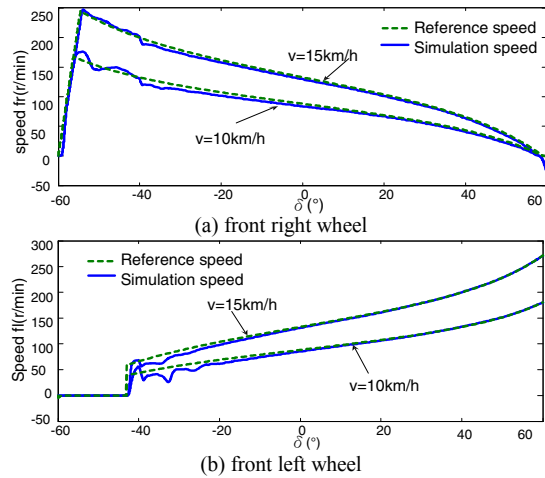 250
200
150
100
50
0
-50
speed fr(r/min)
Reference speed
Simulation speed
v=15km/h
v=10km/h
-60
-40
-20
0
20
40
60
δ (°)
(a) front right wheel
300
250
200
150
100
50
0
-50
Speed fl(r/min)
Reference speed
Simulation speed
v=15km/h
v=10km/h
-60
-40
-20
0
20
40
60
δ (°)
(b) front left wheel